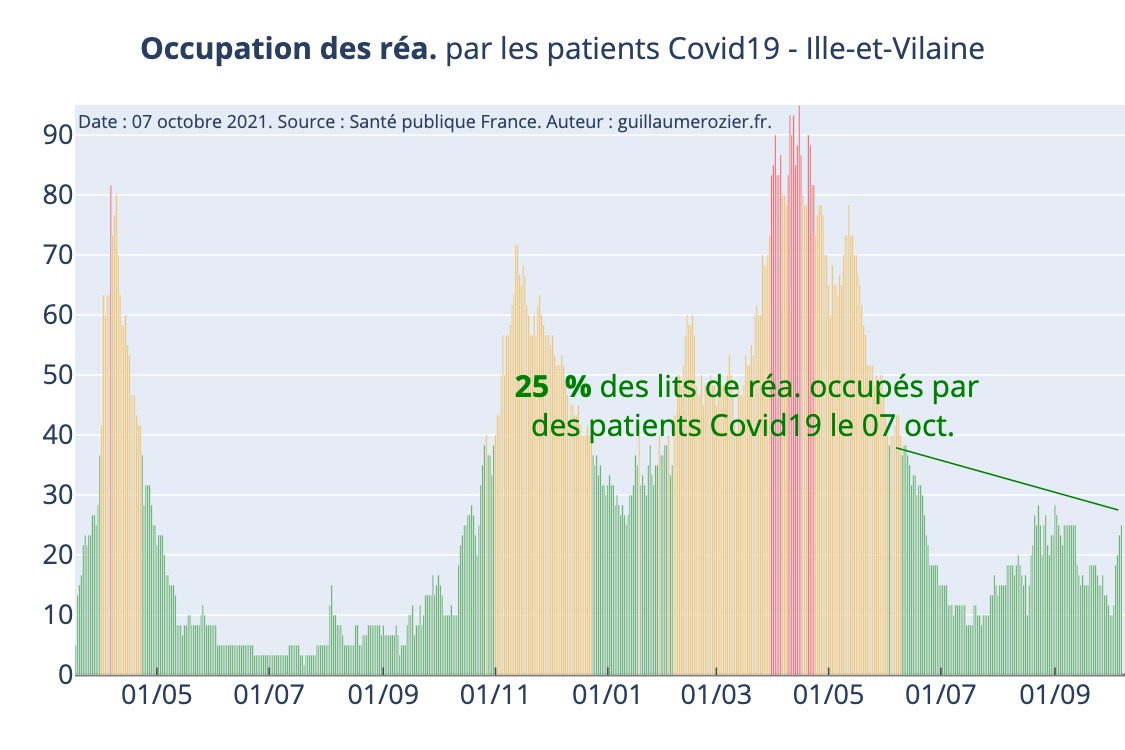 Occupation des réa. par les patients Covid19 - Ille-et-Vilaine
Date : 07 octobre 2021. Source : Santé publique France. Auteur : guillaumerozier.fr.
90
80
70
60
50
40
30
20
10
0
25 % des lits de réa. occupés par
des patients Covid19 le 07 oct.
01/05 01/07 01/09 01/11 01/01 01/03 01/05 01/07 01/09